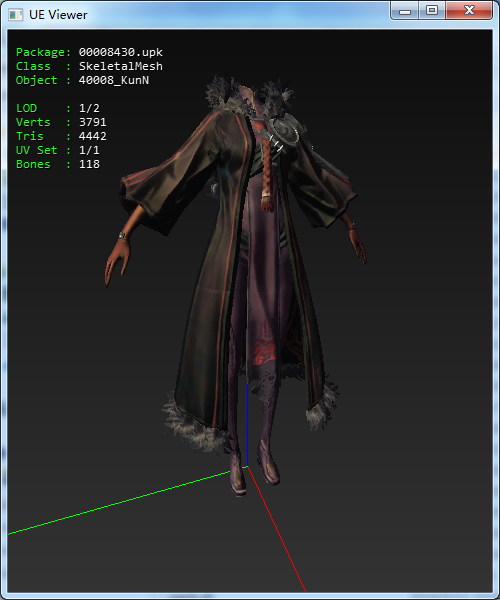 UE Viewer
Package: 00008430.upk
Class : SkeletalMesh
Object : 40008_KunN
LOD : 1/2
Verts : 3791
Tris : 4442
UV Set : 1/1
Bones : 118